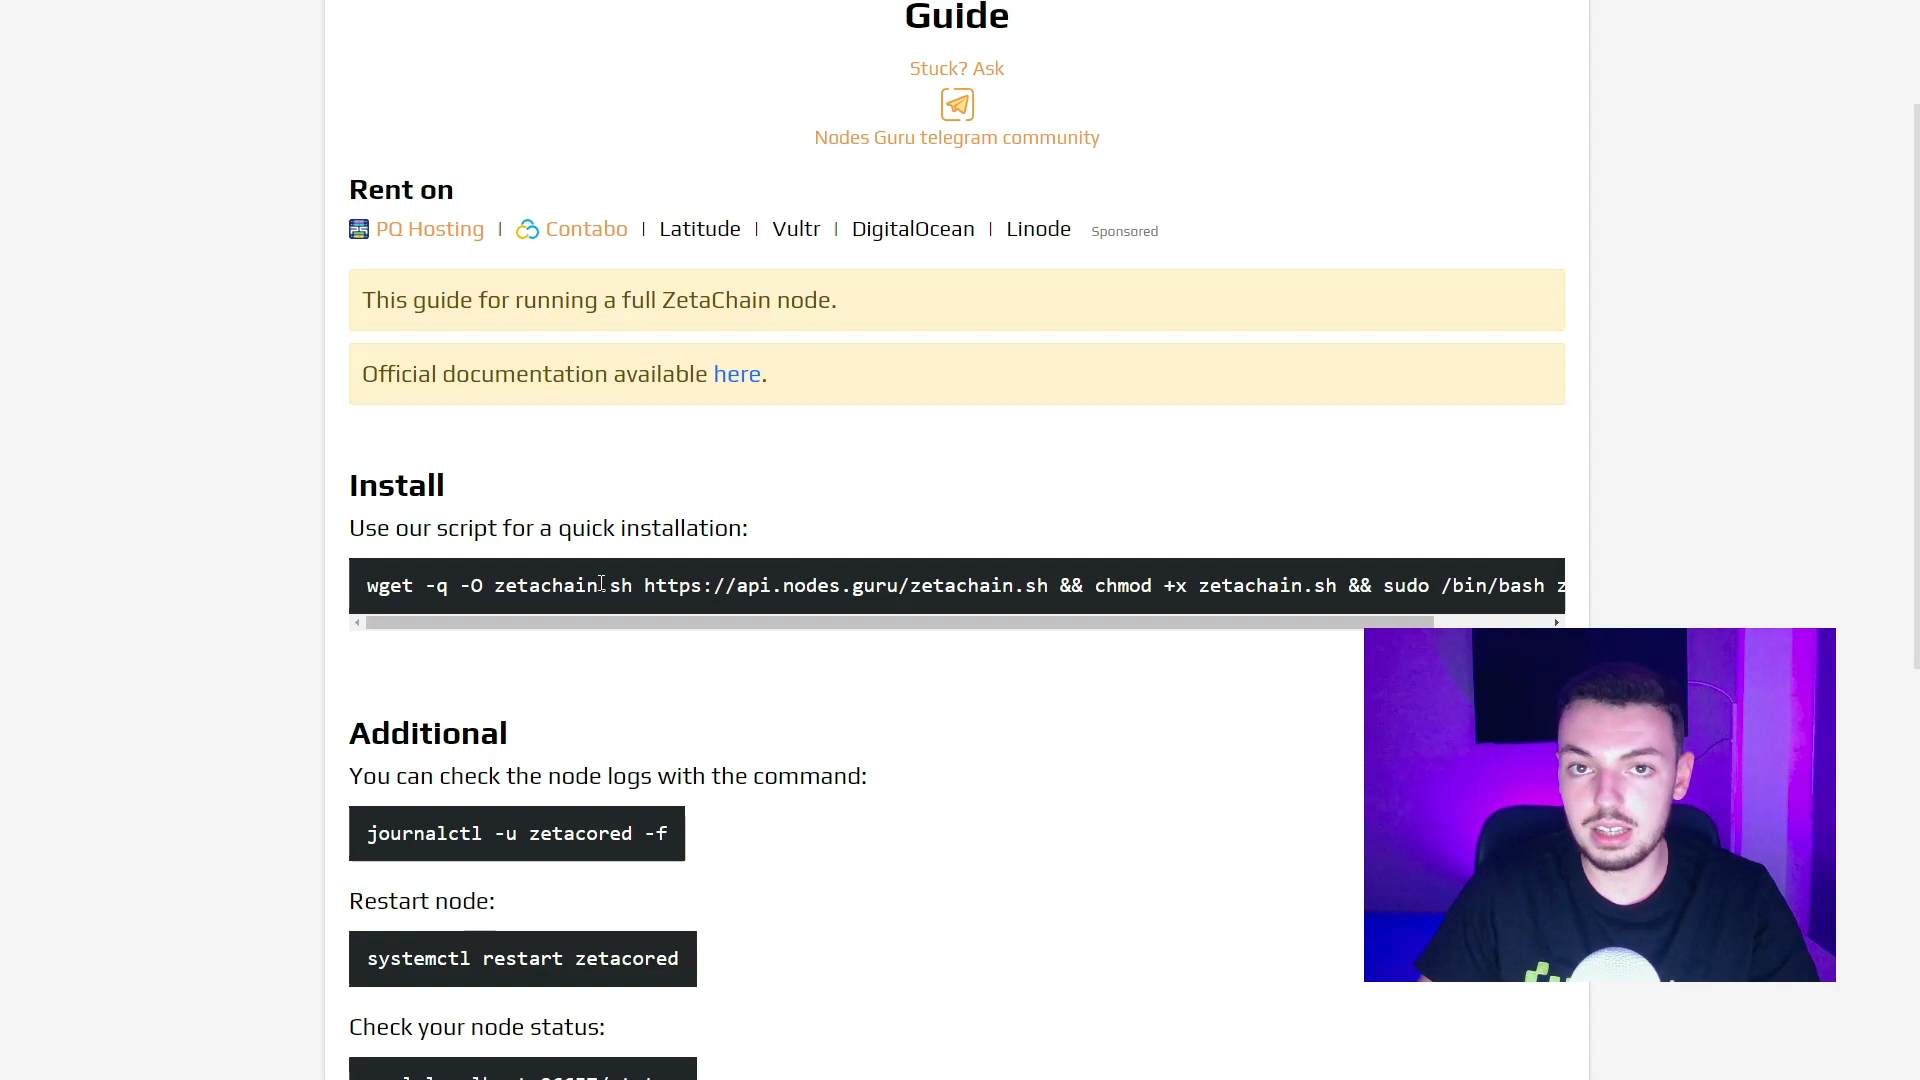 Guide
Stuck? Ask
Nodes Guru telegram community
Rent on
PQ Hosting | Contabo | Latitude | Vultr | DigitalOcean | Linode Sponsored
This guide for running a full ZetaChain node.
Official documentation available here.
Install
Use our script for a quick installation:
wget -q -O zetachain.sh https://api.nodes.guru/zetachain.sh && chmod +x zetachain.sh && sudo /bin/bash z
Additional
You can check the node logs with the command:
journalctl -u zetacored -f
Restart node:
systemctl restart zetacored
Check your node status: